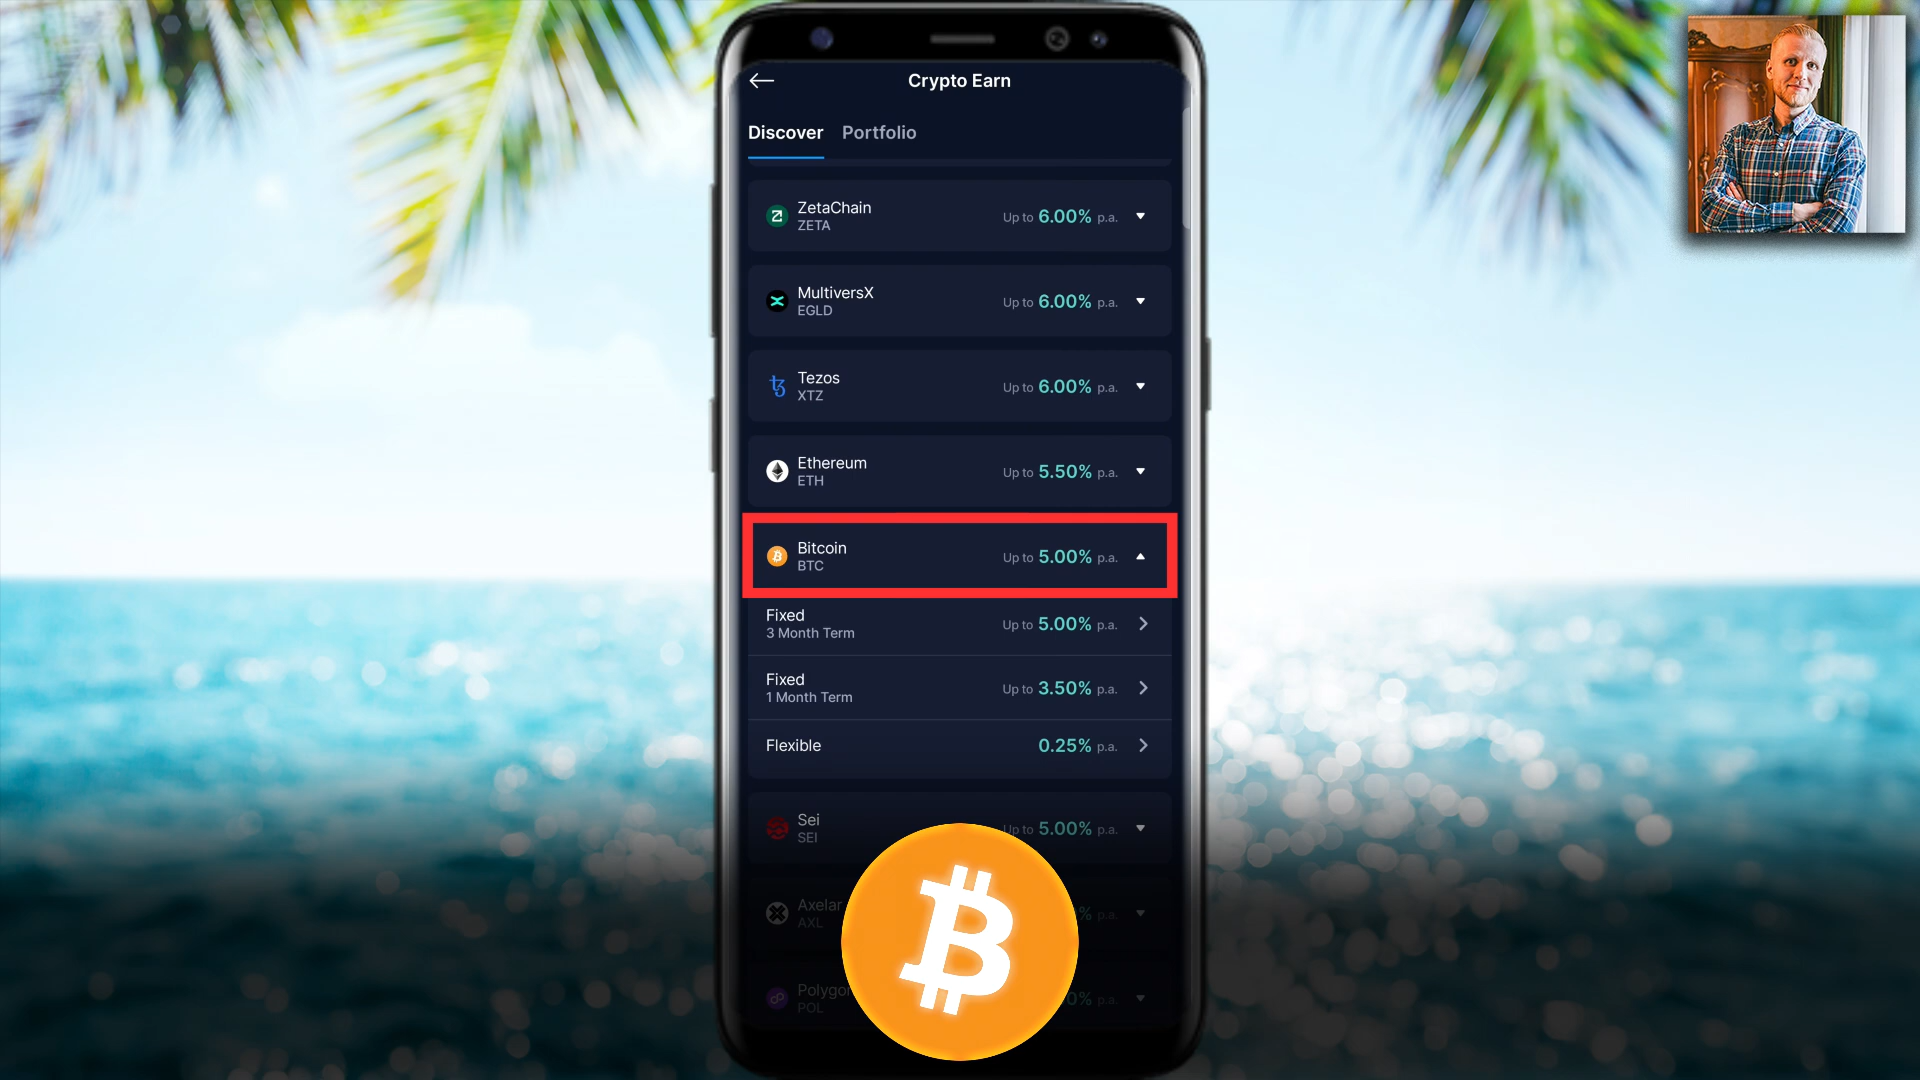 Crypto Earn
Discover Portfolio
ZetaChain
ZETA
Up to 6.00% p.a.
MultiversX
EGLD
Up to 6.00% p.a.
Tezos
XTZ
Up to 6.00% p.a.
Ethereum
ETH
Up to 5.50% p.a.
Bitcoin
BTC
Up to 5.00% p.a.
Fixed
3 Month Term
Up to 5.00% p.a.
Fixed
1 Month Term
Up to 3.50% p.a.
Flexible
0.25% p.a.
Sei
SEI
Up to 5.00% p.a.
Axelar
AXL
% p.a.
Polygo
POL
0% p.a.